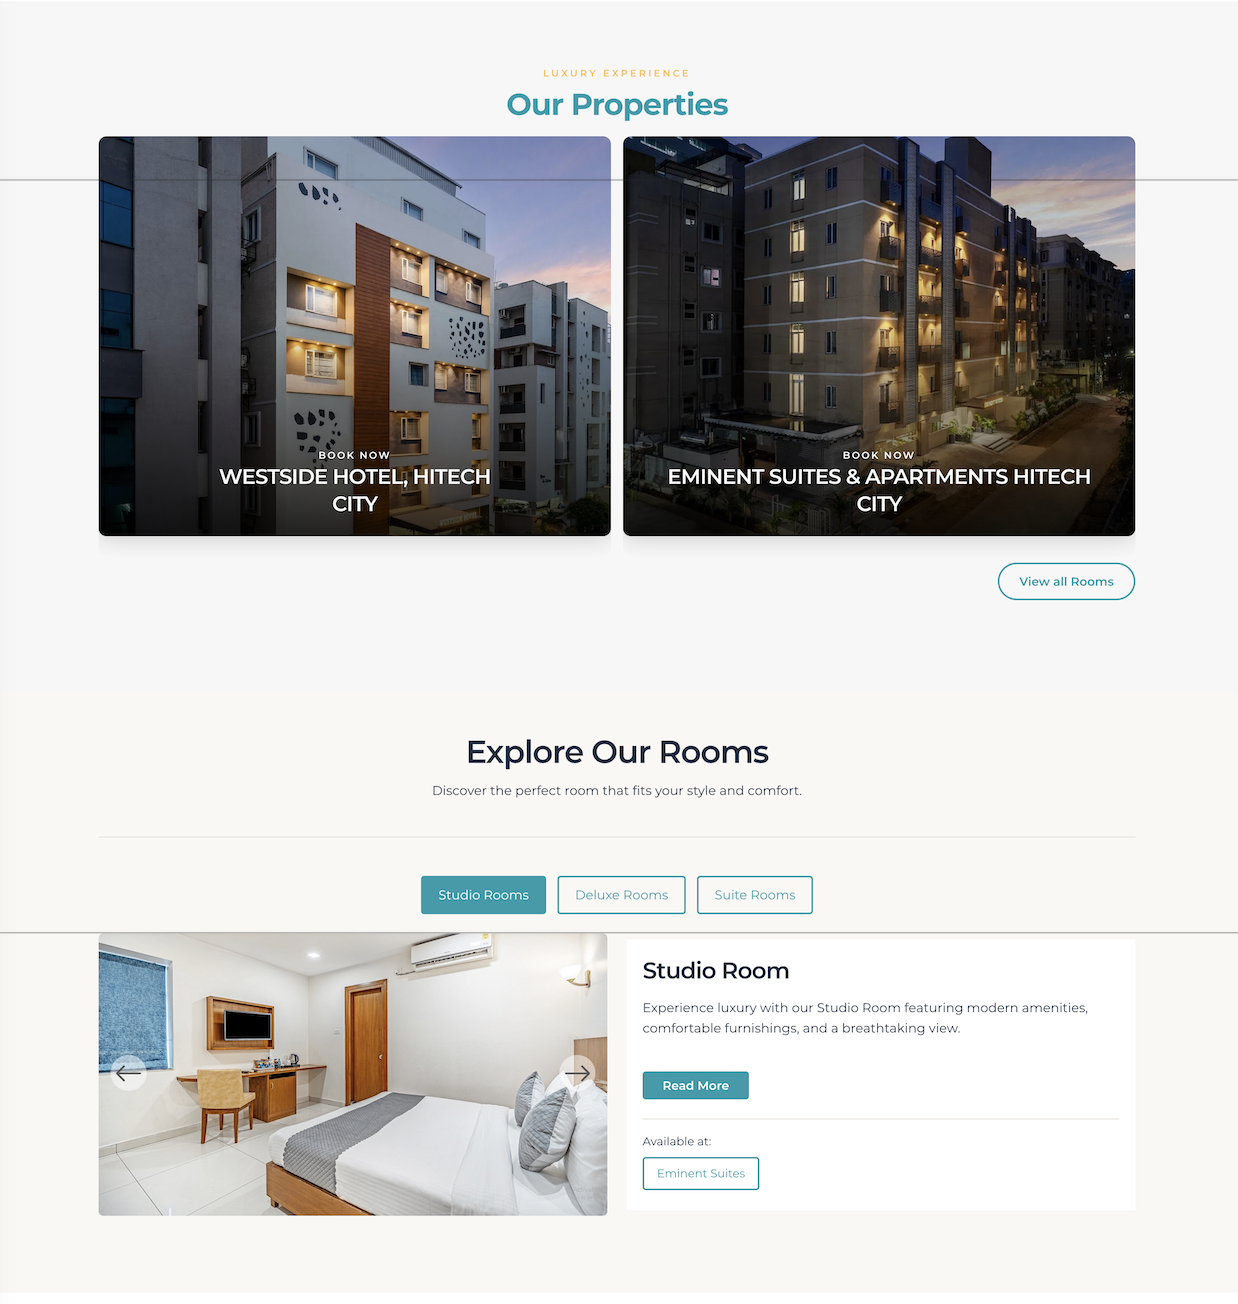 LUXURY EXPERIENCE
Our Properties
BOOK NOW
WESTSIDE HOTEL, HITECH
CITY
BOOK NOW
EMINENT SUITES & APARTMENTS HITECH
CITY
View all Rooms
Explore Our Rooms
Discover the perfect room that fits your style and comfort.
Studio Rooms
Deluxe Rooms
Suite Rooms
Studio Room
Experience luxury with our Studio Room featuring modern amenities,
comfortable furnishings, and a breathtaking view.
Read More
Available at:
Eminent Suites